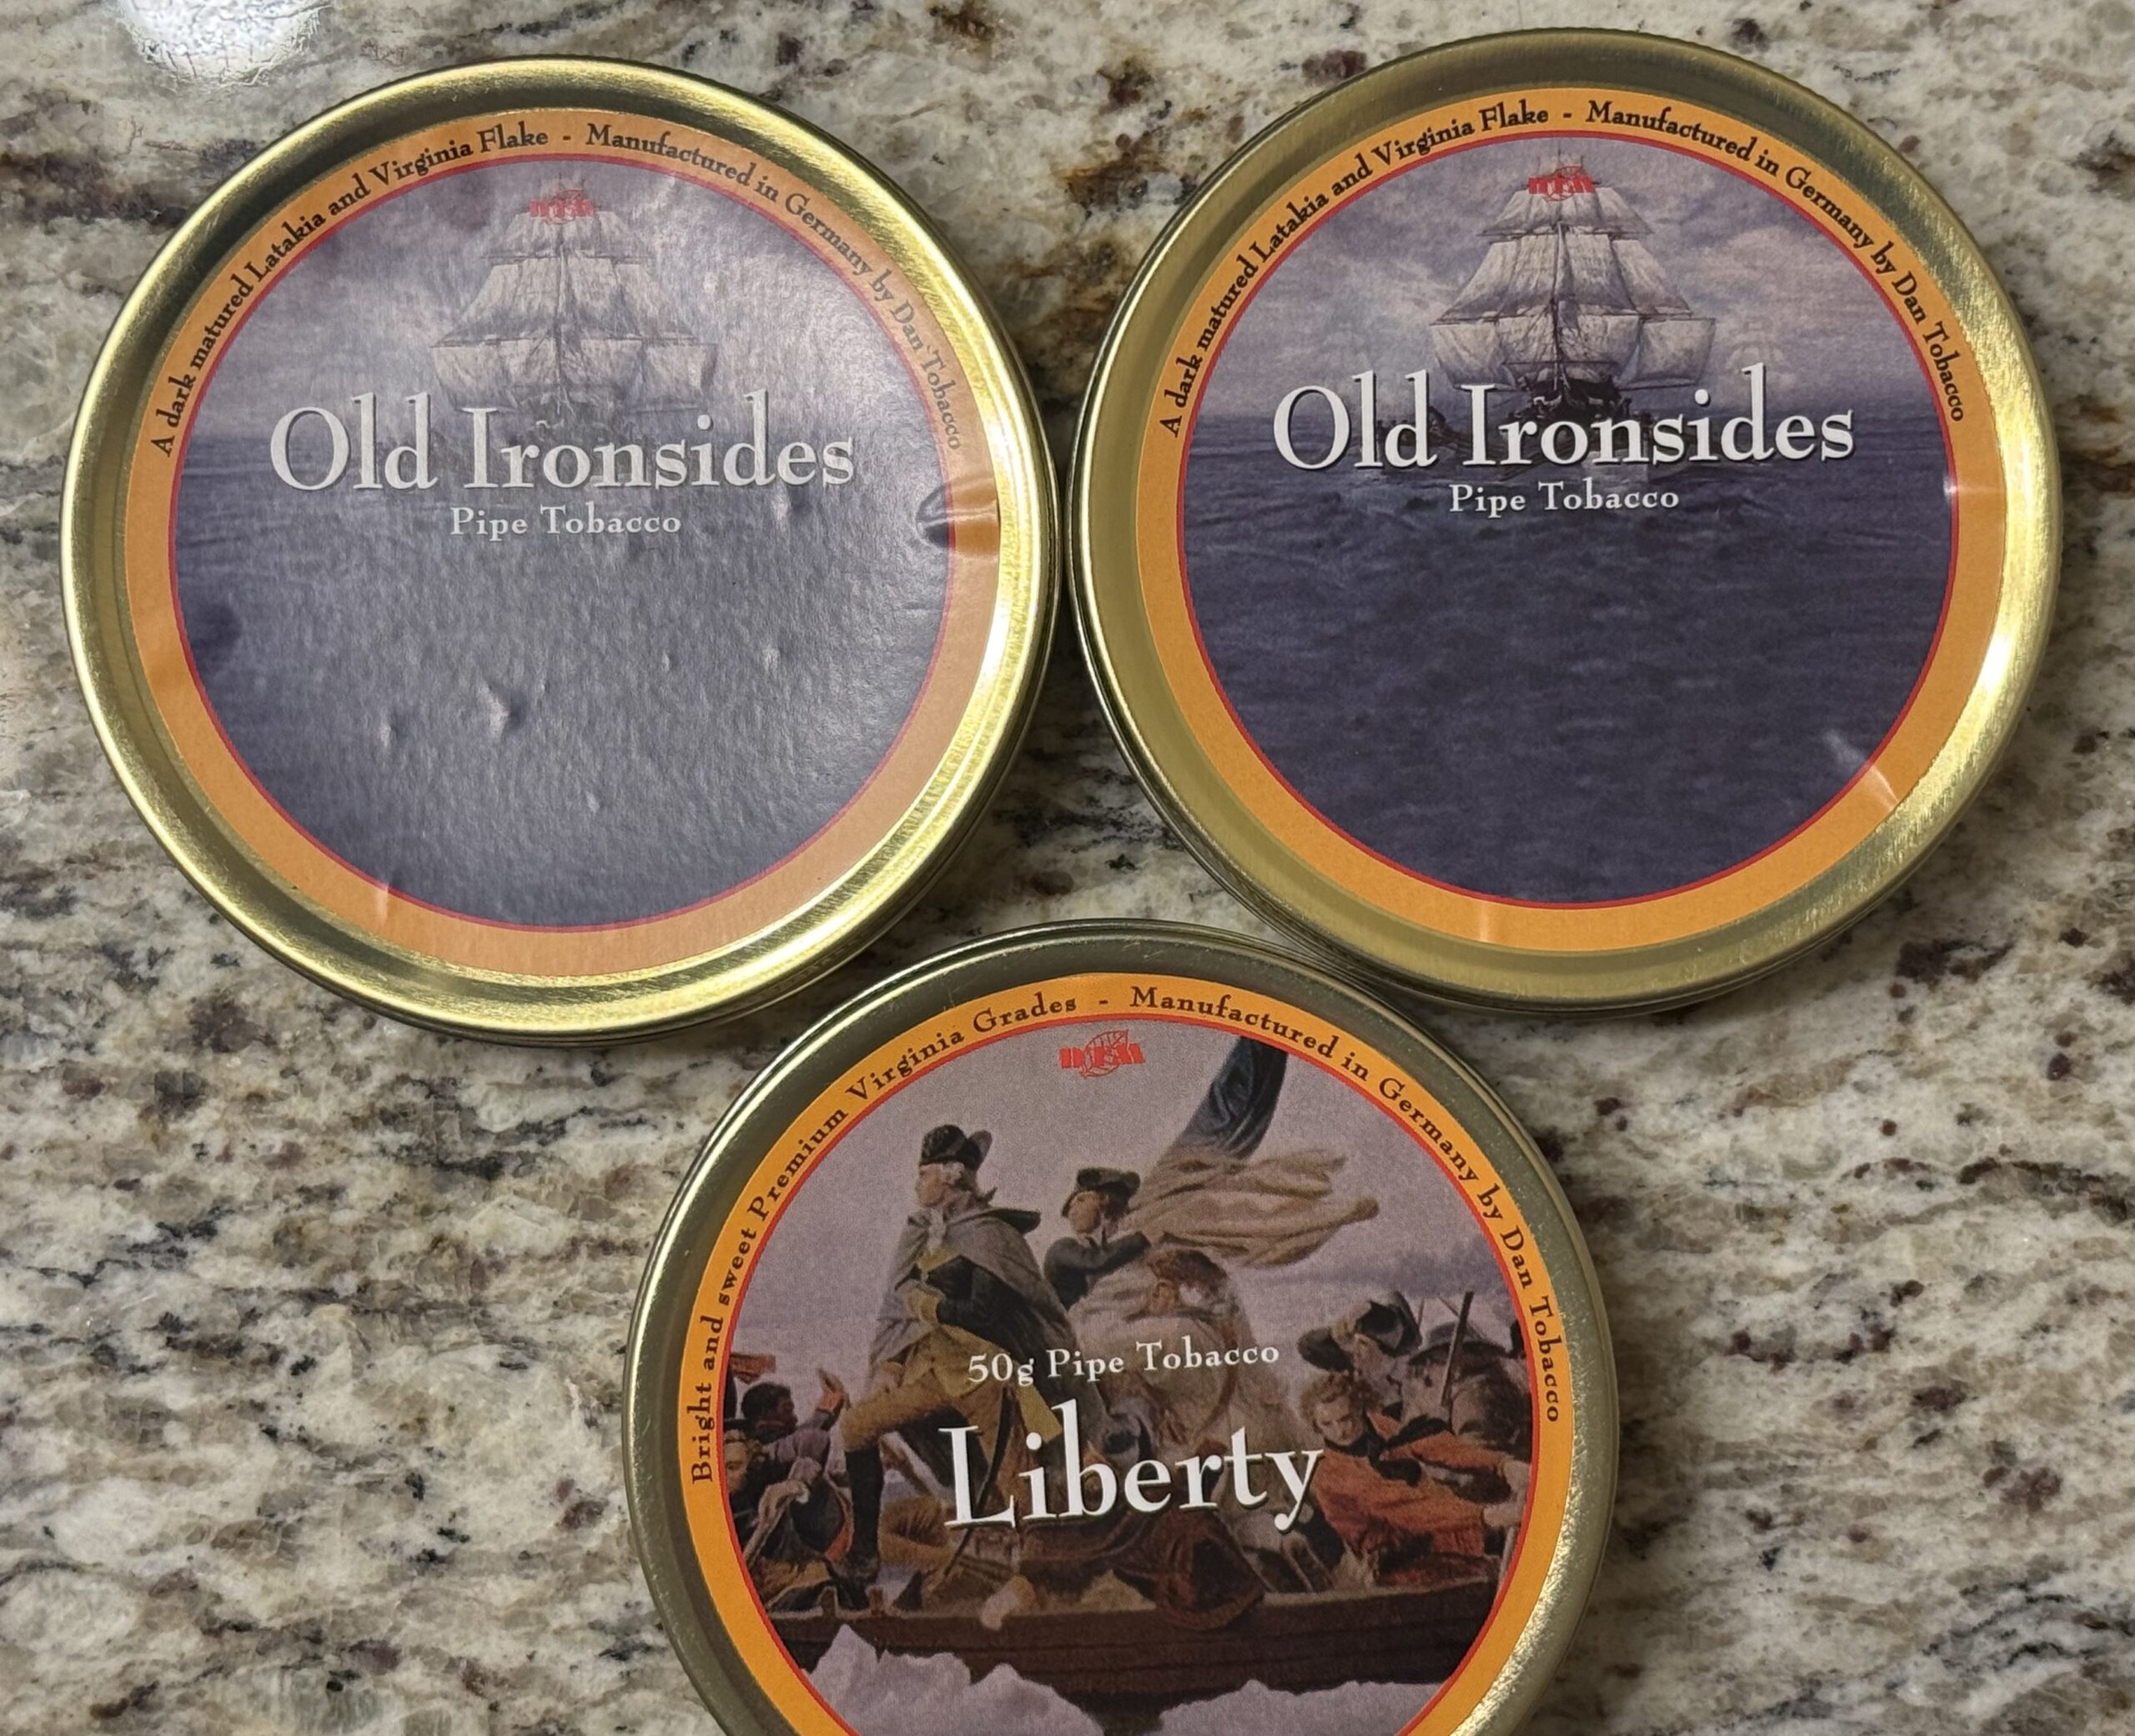 A dark matured Latakia and Virginia Flake - Manufactured in Germany by Dan Tobacco
Old Ironsides
Pipe Tobacco
A dark matured Latakia and Virginia Flake - Manufactured in Germany by Dan Tobacco
Old Ironsides
Pipe Tobacco
Bright and sweet Premium Virginia Grades - Manufactured in Germany by Dan Tobacco
50g Pipe Tobacco
Liberty